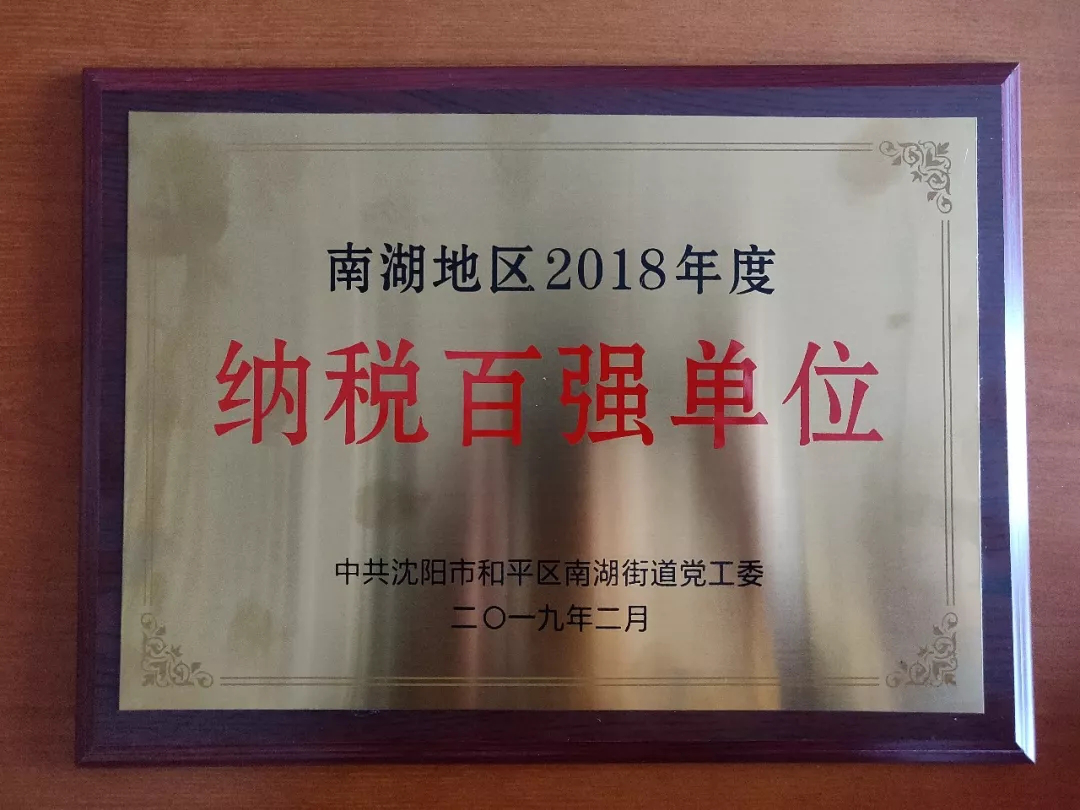 南湖地区2018年度
纳税百强单位
中共沈阳市和平区南湖街道党工委
二〇一九年二月